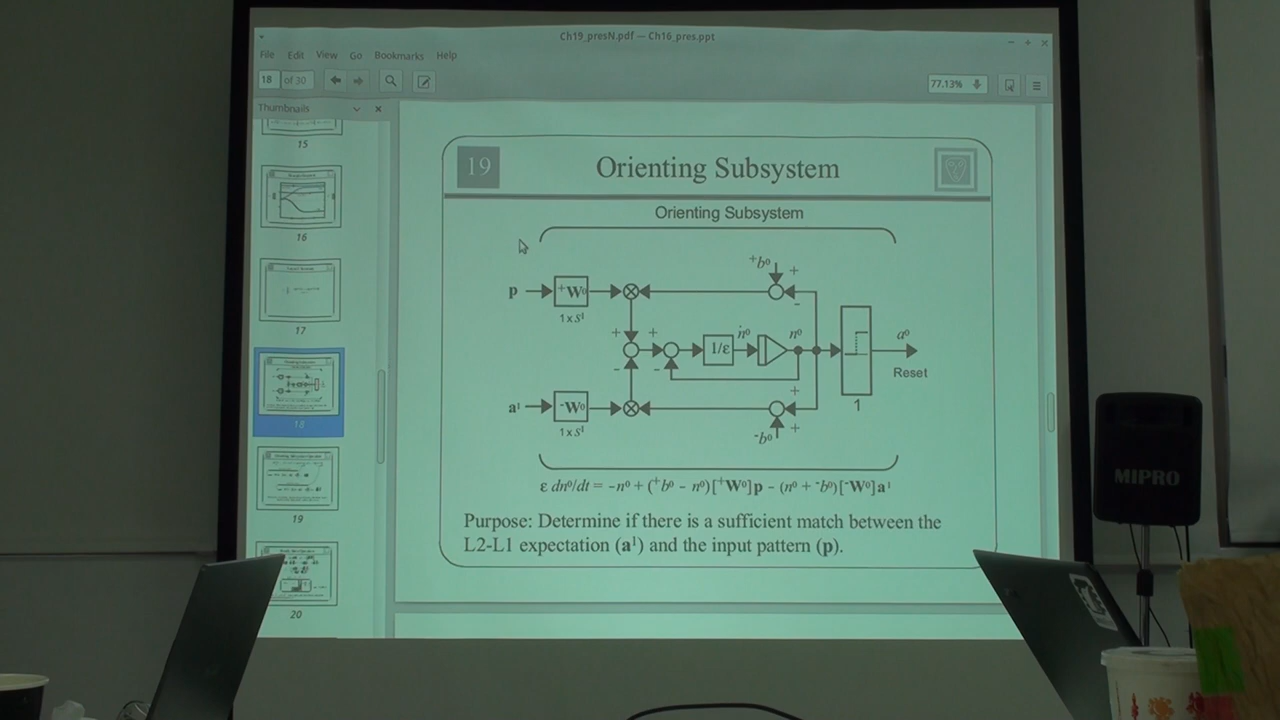 Ch19_presN.pdf — Ch16_pres.ppt
File Edit View Go Bookmarks Help
18 of 30
77.13%
Thumbnails
15
16
17
18
19
20
19
Orienting Subsystem
Orienting Subsystem
⁺b⁰
+
-
p
⁺W⁰
1 x S¹
+
+
1/ε
ṅ⁰
n⁰
a⁰
Reset
-
-
+
a¹
⁻W⁰
1 x S¹
⁻b⁰
+
1
ε dn⁰/dt = –n⁰ + (⁺b⁰ – n⁰)[⁺W⁰]p – (n⁰ + ⁻b⁰)[⁻W⁰]a¹
Purpose: Determine if there is a sufficient match between the
L2-L1 expectation (a¹) and the input pattern (p).
MIPRO